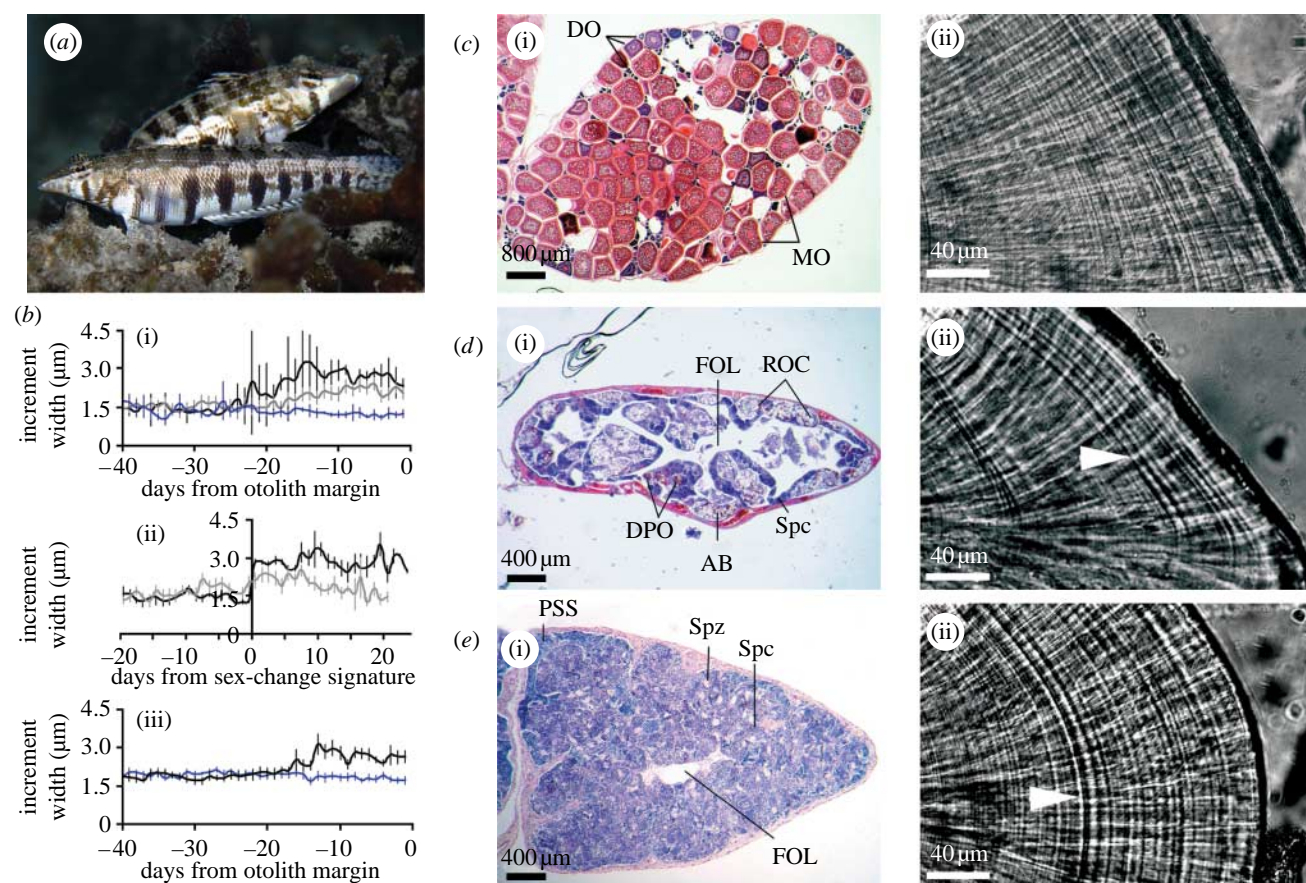 (a)
(b)
(i)
increment
width (µm)
4.5
3.0
1.5
0
−40
−30
−20
−10
0
days from otolith margin
(ii)
increment
width (µm)
4.5
3.0
1.5
0
−20
−10
0
10
20
days from sex-change signature
(iii)
increment
width (µm)
4.5
3.0
1.5
0
−40
−30
−20
−10
0
days from otolith margin
(c)
(i)
DO
MO
800 µm
(ii)
40 µm
(d)
(i)
FOL
ROC
DPO
AB
Spc
400 µm
(ii)
40 µm
(e)
(i)
PSS
Spz
Spc
FOL
400 µm
(ii)
40 µm